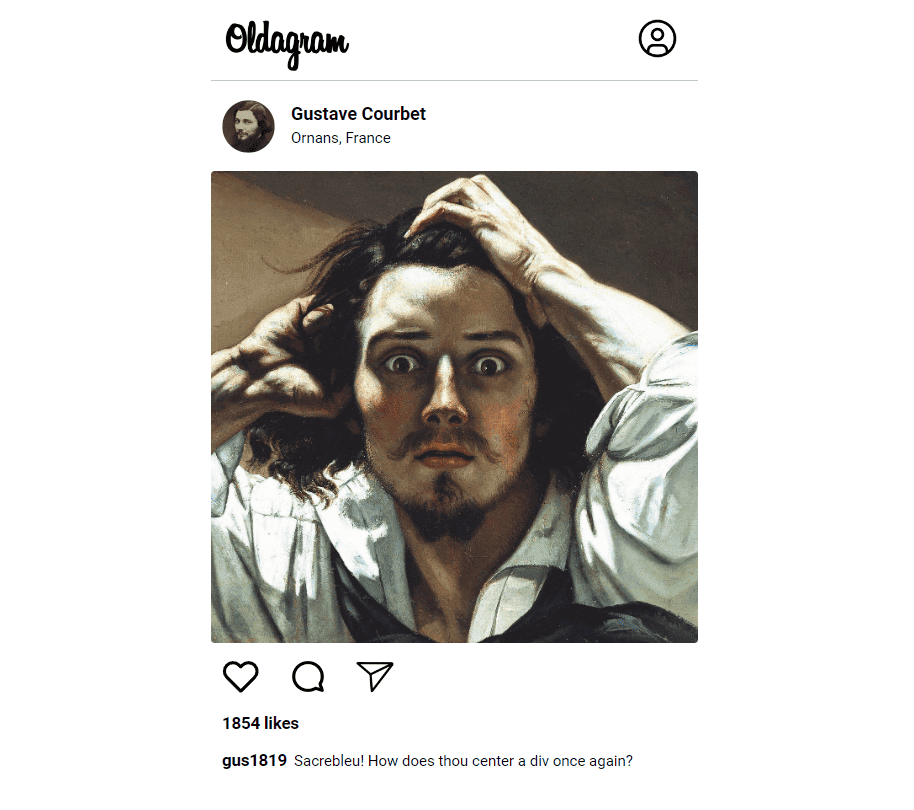 Oldagram
Gustave Courbet
Ornans, France
1854 likes
gus1819 Sacrebleu! How does thou center a div once again?